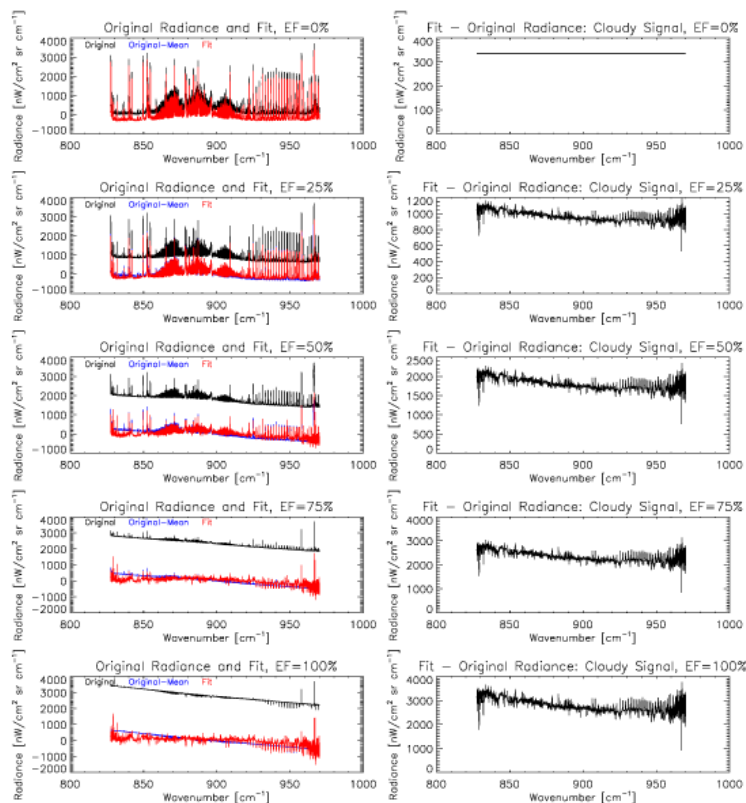 Original Radiance and Fit, EF=0%
Original Original-Mean Fit
Radiance [nW/cm² sr cm⁻¹]
4000
3000
2000
1000
0
-1000
800 850 900 950 1000
Wavenumber [cm⁻¹]
Fit - Original Radiance: Cloudy Signal, EF=0%
Radiance [nW/cm² sr cm⁻¹]
400
300
200
100
0
800 850 900 950 1000
Wavenumber [cm⁻¹]
Original Radiance and Fit, EF=25%
Original Original-Mean Fit
Radiance [nW/cm² sr cm⁻¹]
4000
3000
2000
1000
0
-1000
800 850 900 950 1000
Wavenumber [cm⁻¹]
Fit - Original Radiance: Cloudy Signal, EF=25%
Radiance [nW/cm² sr cm⁻¹]
1200
1000
800
600
400
200
0
800 850 900 950 1000
Wavenumber [cm⁻¹]
Original Radiance and Fit, EF=50%
Original Original-Mean Fit
Radiance [nW/cm² sr cm⁻¹]
4000
3000
2000
1000
0
-1000
800 850 900 950 1000
Wavenumber [cm⁻¹]
Fit - Original Radiance: Cloudy Signal, EF=50%
Radiance [nW/cm² sr cm⁻¹]
2500
2000
1500
1000
500
0
800 850 900 950 1000
Wavenumber [cm⁻¹]
Original Radiance and Fit, EF=75%
Original Original-Mean Fit
Radiance [nW/cm² sr cm⁻¹]
4000
3000
2000
1000
0
-1000
-2000
800 850 900 950 1000
Wavenumber [cm⁻¹]
Fit - Original Radiance: Cloudy Signal, EF=75%
Radiance [nW/cm² sr cm⁻¹]
4000
3000
2000
1000
0
800 850 900 950 1000
Wavenumber [cm⁻¹]
Original Radiance and Fit, EF=100%
Original Original-Mean Fit
Radiance [nW/cm² sr cm⁻¹]
4000
3000
2000
1000
0
-1000
-2000
800 850 900 950 1000
Wavenumber [cm⁻¹]
Fit - Original Radiance: Cloudy Signal, EF=100%
Radiance [nW/cm² sr cm⁻¹]
4000
3000
2000
1000
0
800 850 900 950 1000
Wavenumber [cm⁻¹]